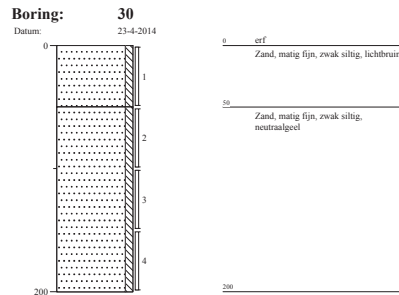 Boring: 30
Datum: 23-4-2014
0
200
1
2
3
4
0 erf
Zand, matig fijn, zwak siltig, lichtbruin
50
Zand, matig fijn, zwak siltig,
neutraalgeel
200